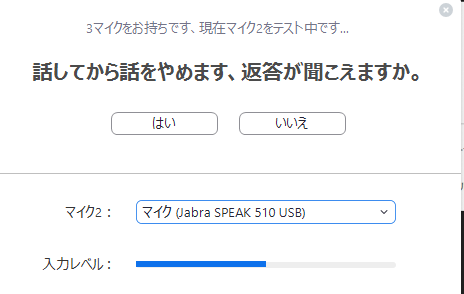 3マイクをお持ちです、現在マイク2をテスト中です...
話してから話をやめます、返答が聞こえますか。
はい いいえ
マイク2： マイク (Jabra SPEAK 510 USB)
入力レベル：